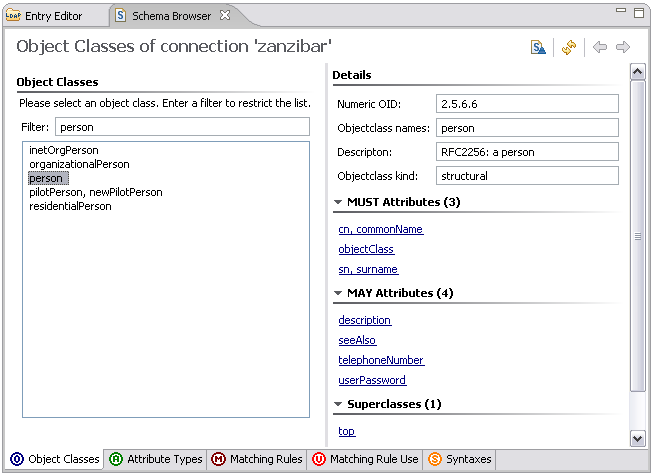 LDAP Entry Editor
S Schema Browser
Object Classes of connection 'zanzibar'
Object Classes
Please select an object class. Enter a filter to restrict the list.
Filter: person
inetOrgPerson
organizationalPerson
person
pilotPerson, newPilotPerson
residentialPerson
Details
Numeric OID: 2.5.6.6
Objectclass names: person
Descripton: RFC2256: a person
Objectclass kind: structural
MUST Attributes (3)
cn, commonName
objectClass
sn, surname
MAY Attributes (4)
description
seeAlso
telephoneNumber
userPassword
Superclasses (1)
top
O Object Classes
A Attribute Types
M Matching Rules
U Matching Rule Use
S Syntaxes